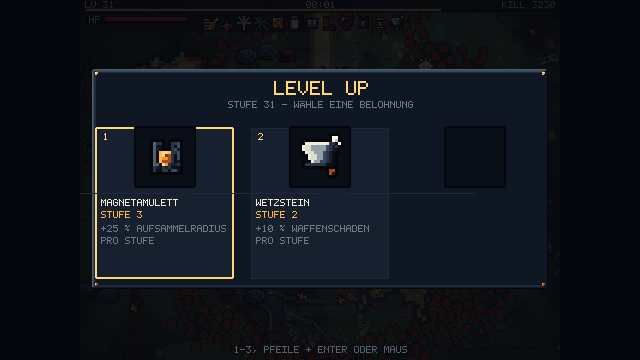 LV 31
00:01
KILL 3230
HP
LEVEL UP
STUFE 31 – WÄHLE EINE BELOHNUNG
1
MAGNETAMULETT
STUFE 3
+25 % AUFSAMMELRADIUS
PRO STUFE
2
WETZSTEIN
STUFE 2
+10 % WAFFENSCHADEN
PRO STUFE
1-3, PFEILE + ENTER ODER MAUS